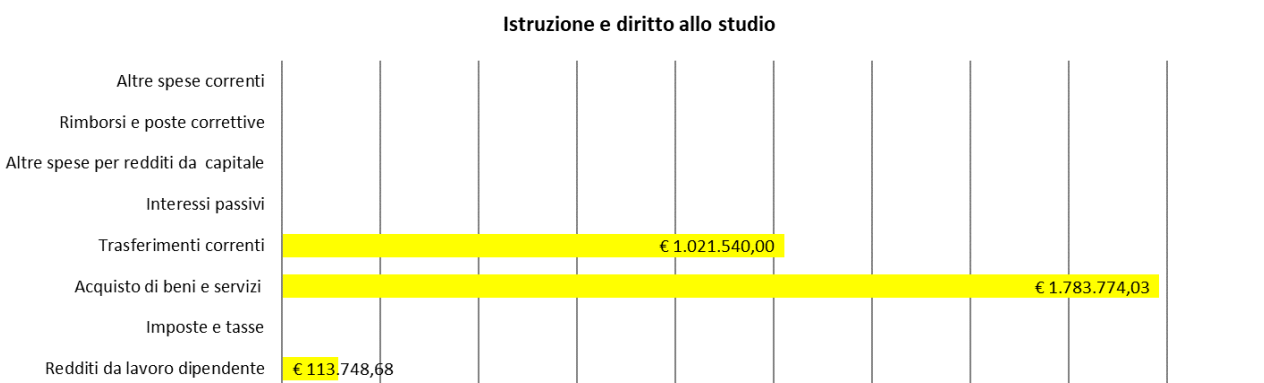 Istruzione e diritto allo studio
Altre spese correnti
Rimborsi e poste correttive
Altre spese per redditi da capitale
Interessi passivi
Trasferimenti correnti € 1.021.540,00
Acquisto di beni e servizi € 1.783.774,03
Imposte e tasse
Redditi da lavoro dipendente € 113.748,68